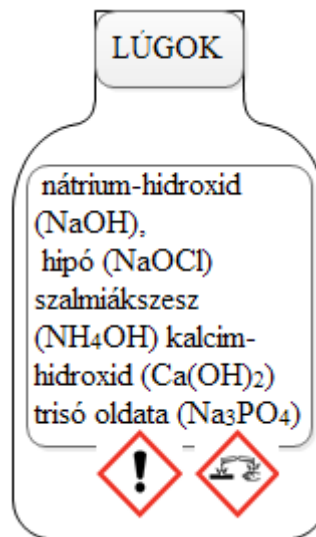 LÚGOK
nátrium-hidroxid
(NaOH),
hipó (NaOCl)
szalmiákszesz
(NH₄OH) kalcim-
hidroxid (Ca(OH)₂)
trisó oldata (Na₃PO₄)